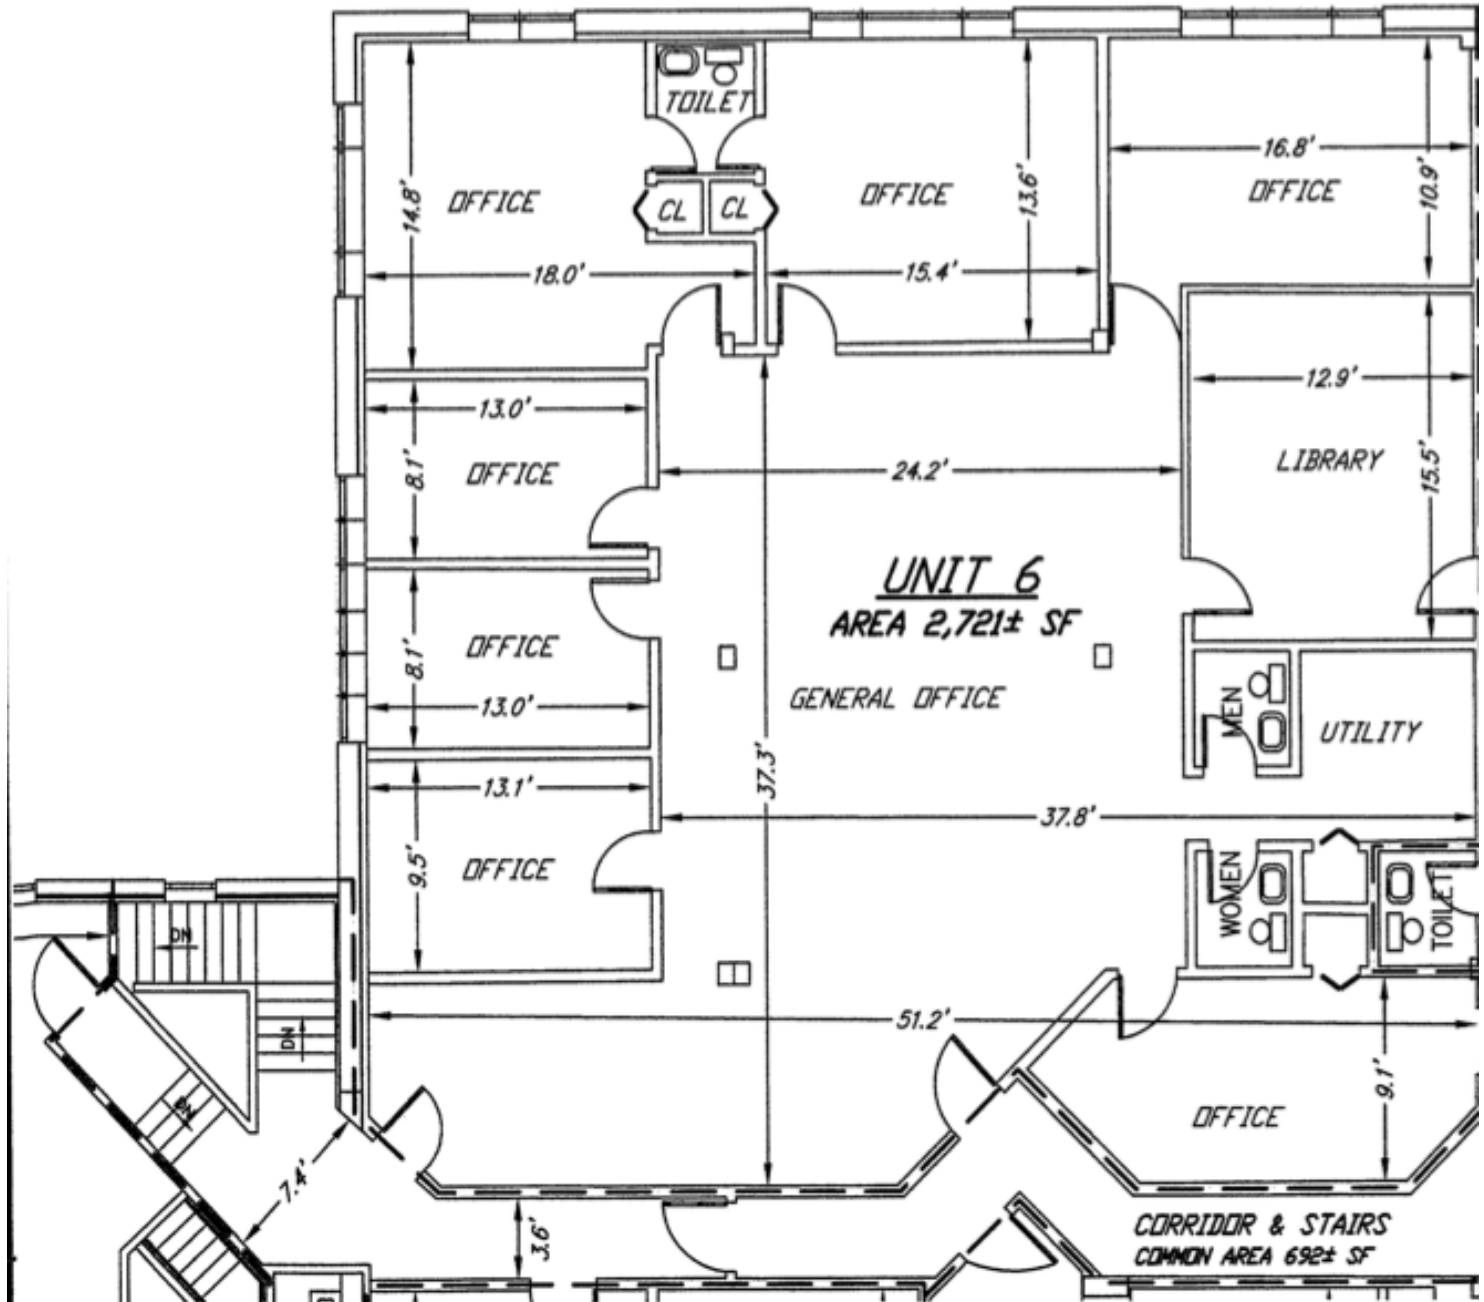 TOILET
14.8'
OFFICE
CL
CL
18.0'
OFFICE
13.6'
15.4'
16.8'
OFFICE
10.9'
13.0'
8.1'
OFFICE
24.2'
12.9'
LIBRARY
15.5'
UNIT 6
AREA 2,721± SF
GENERAL OFFICE
8.1'
OFFICE
13.0'
37.3'
MEN
UTILITY
13.1'
9.5'
OFFICE
37.8'
WOMEN
TOILET
DN
DN
DN
51.2'
OFFICE
9.1'
7.4'
3.6'
CORRIDOR & STAIRS
COMMON AREA 692± SF